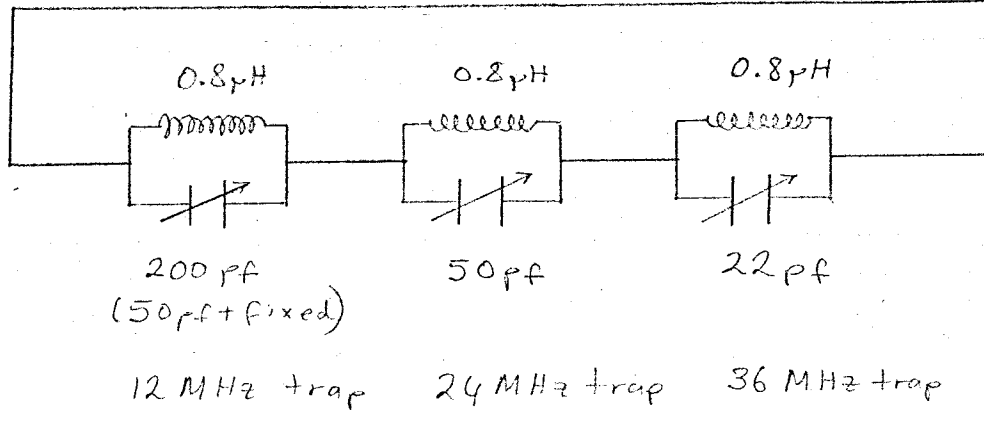 0.8μH 0.8μH 0.8μH
200 pf 50pf 22pf
(50pf + fixed)
12 MHz trap 24 MHz trap 36 MHz trap